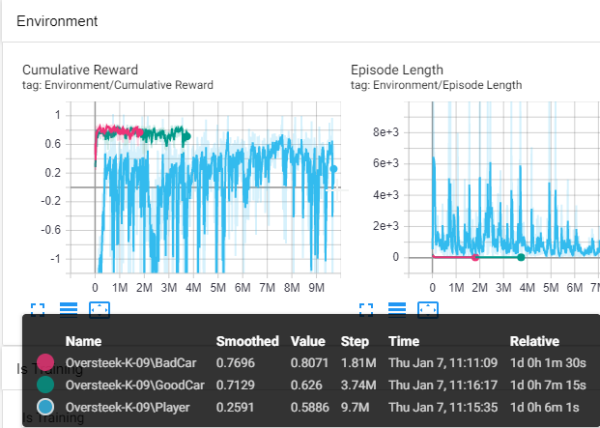 Environment
Cumulative Reward
tag: Environment/Cumulative Reward
1
0.6
0.2
-0.2
-0.6
-1
0 1M 2M 3M 4M 5M 6M 7M 8M 9M
Episode Length
tag: Environment/Episode Length
8e+3
6e+3
4e+3
2e+3
0
0 1M 2M 3M 4M 5M 6M
Name Smoothed Value Step Time Relative
Oversteek-K-09\BadCar 0.7696 0.8071 1.81M Thu Jan 7, 11:11:09 1d 0h 1m 30s
Oversteek-K-09\GoodCar 0.7129 0.626 3.74M Thu Jan 7, 11:16:17 1d 0h 7m 15s
Oversteek-K-09\Player 0.2591 0.5886 9.7M Thu Jan 7, 11:15:35 1d 0h 6m 1s
Is Training
Is Training